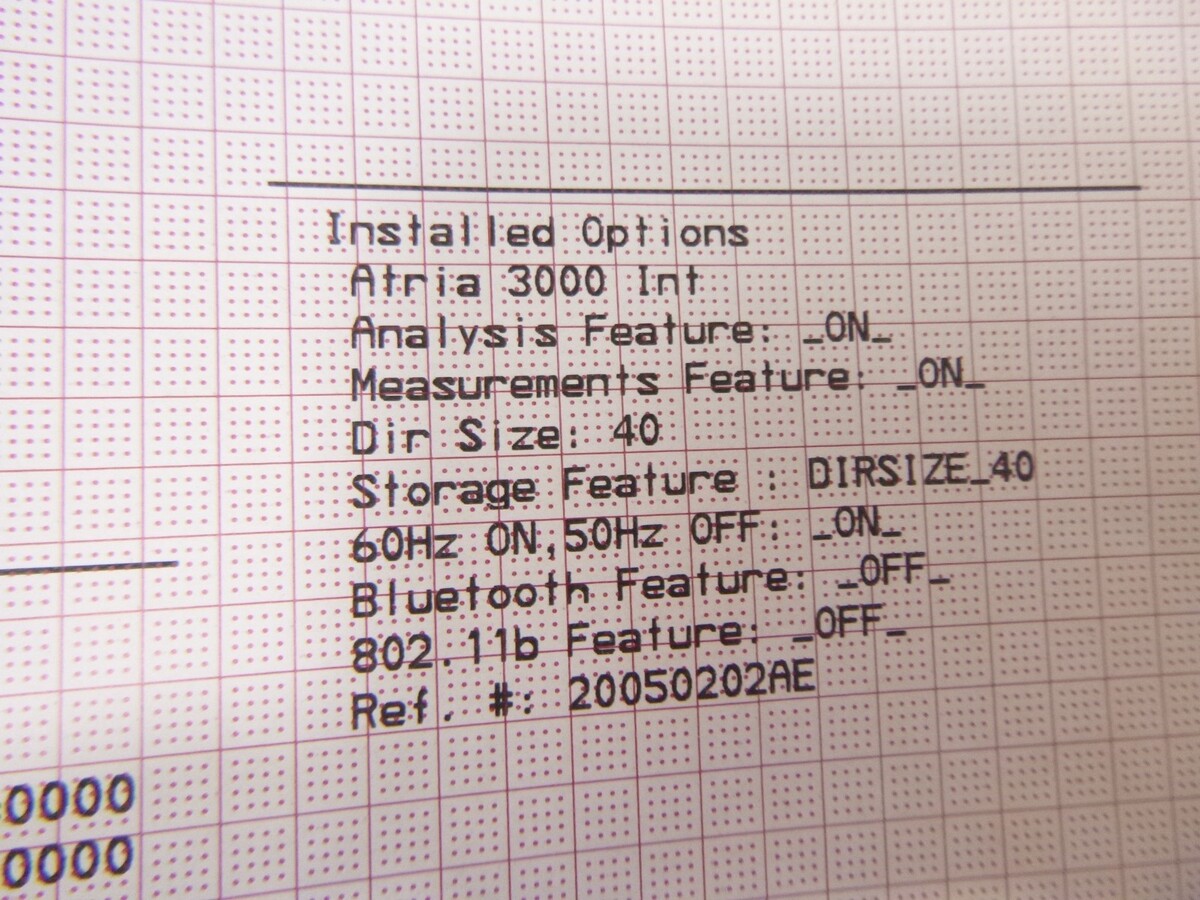 Installed Options
Atria 3000 Int
Analysis Feature: _ON_
Measurements Feature: _ON_
Dir Size: 40
Storage Feature : DIRSIZE_40
60Hz ON,50Hz OFF: _ON_
Bluetooth Feature: _OFF_
802.11b Feature: _OFF_
Ref. #: 20050202AE
0000
0000